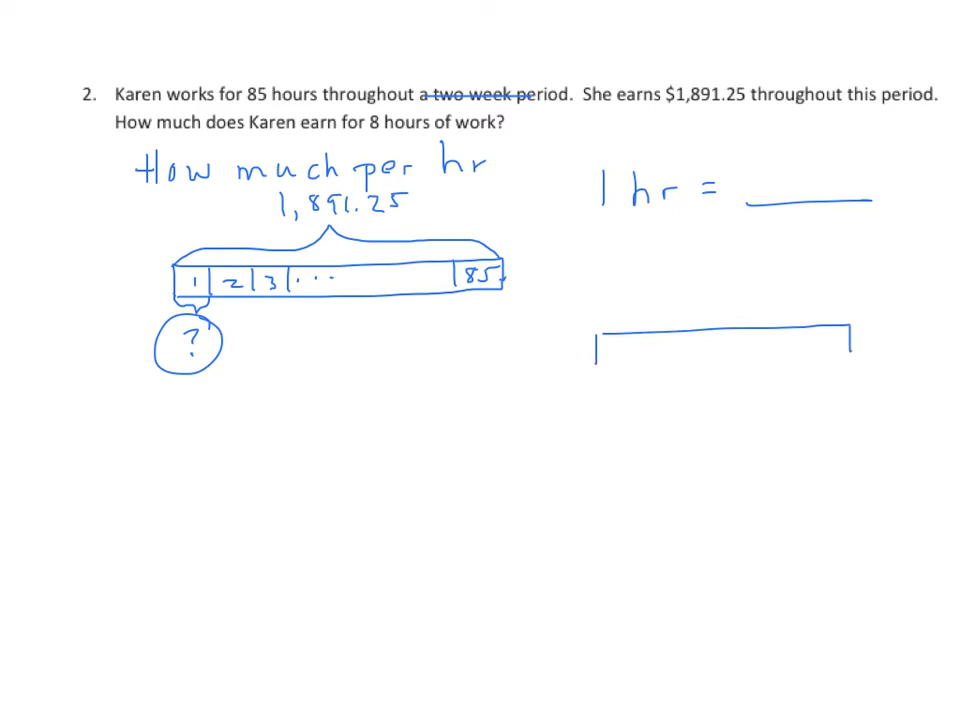 2. Karen works for 85 hours throughout a two week period. She earns $1,891.25 throughout this period.
How much does Karen earn for 8 hours of work?
How much per hr
1 hr = ____
1,891.25
1 2 3 ... 85
?